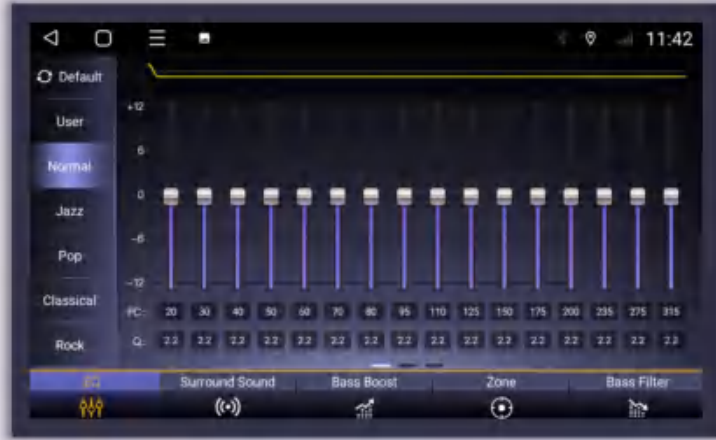 11:42
Default
+12
User
6
Normal
0
Jazz
-6
Pop
-12
Classical
FC: 20 30 40 50 60 70 80 95 110 125 150 175 200 235 275 315
Rock
Q: 2.2 2.2 2.2 2.2 2.2 2.2 2.2 2.2 2.2 2.2 2.2 2.2 2.2 2.2 2.2 2.2
EQ Surround Sound Bass Boost Zone Bass Filter